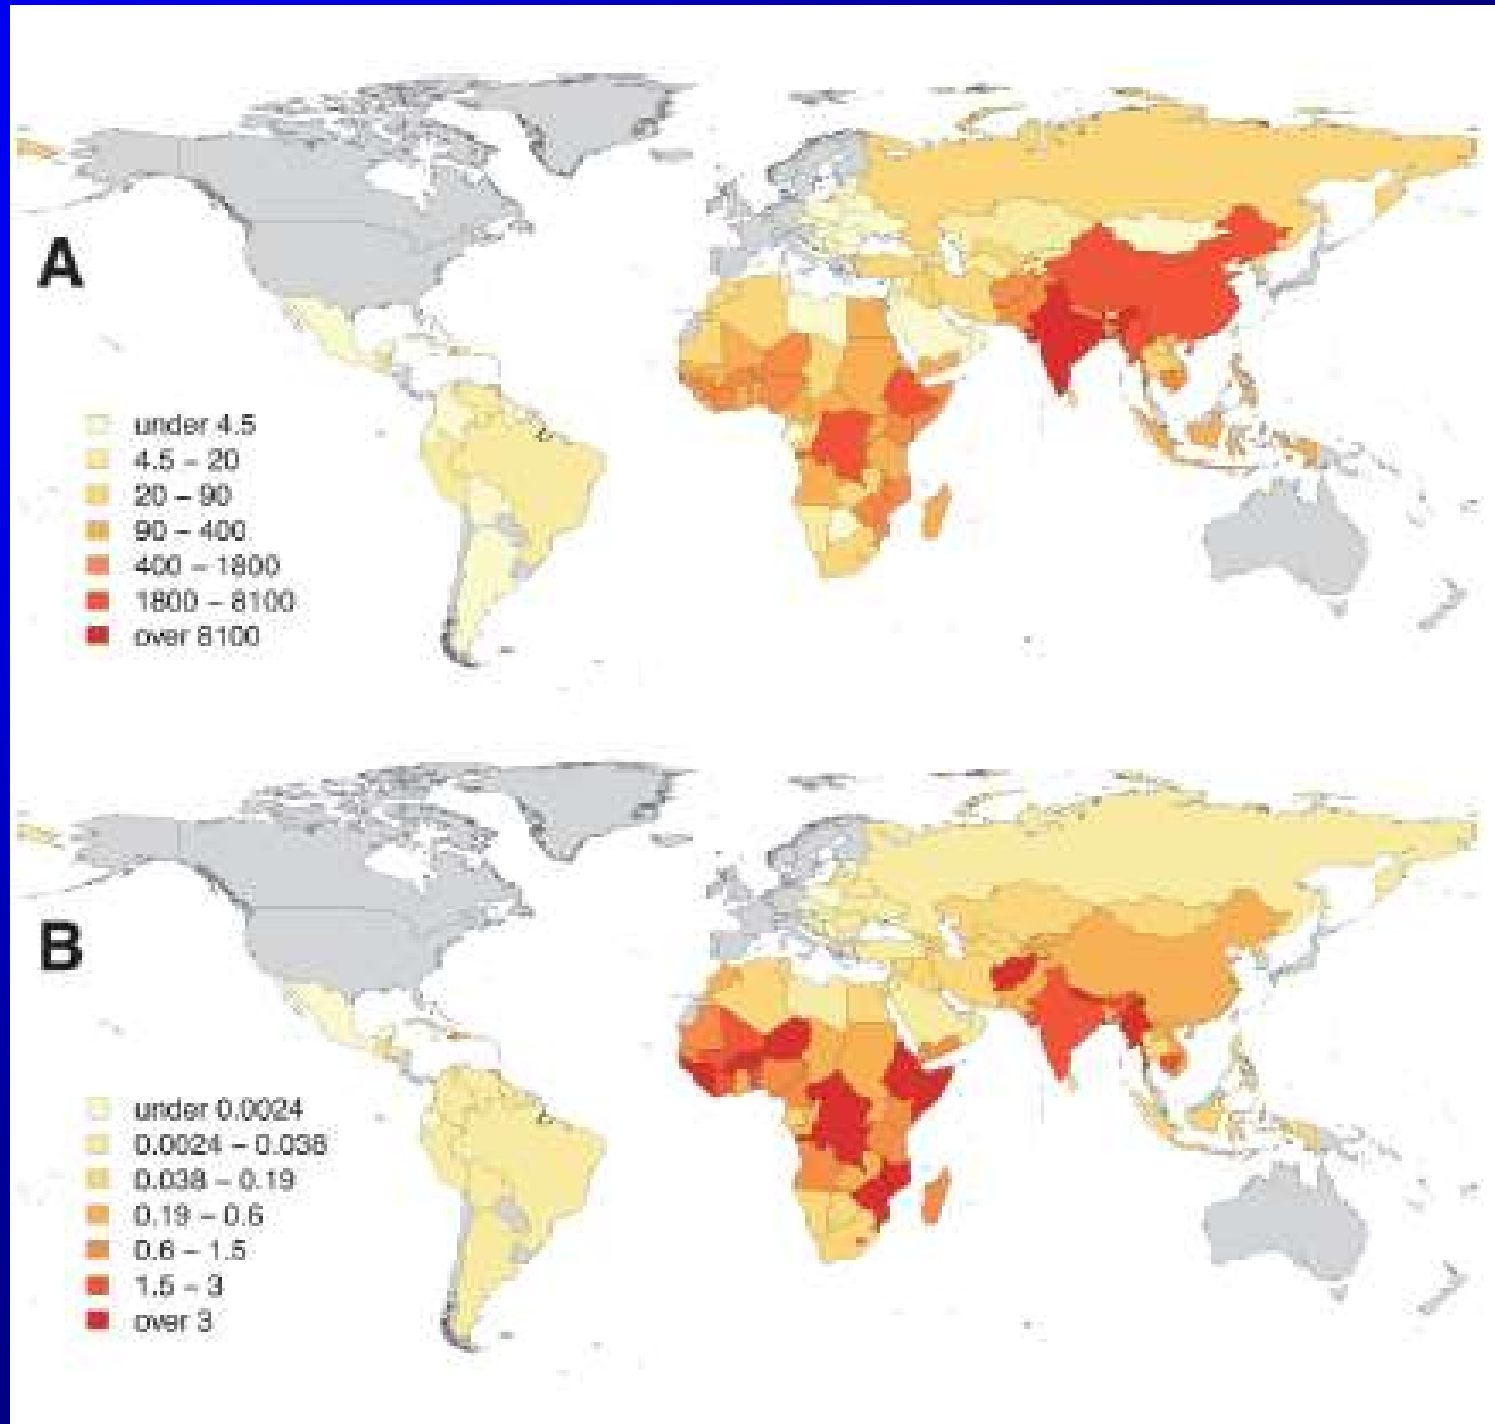 A
under 4.5
4.5 – 20
20 – 90
90 – 400
400 – 1800
1800 – 8100
over 8100
B
under 0.0024
0.0024 – 0.038
0.038 – 0.19
0.19 – 0.6
0.6 – 1.5
1.5 – 3
over 3